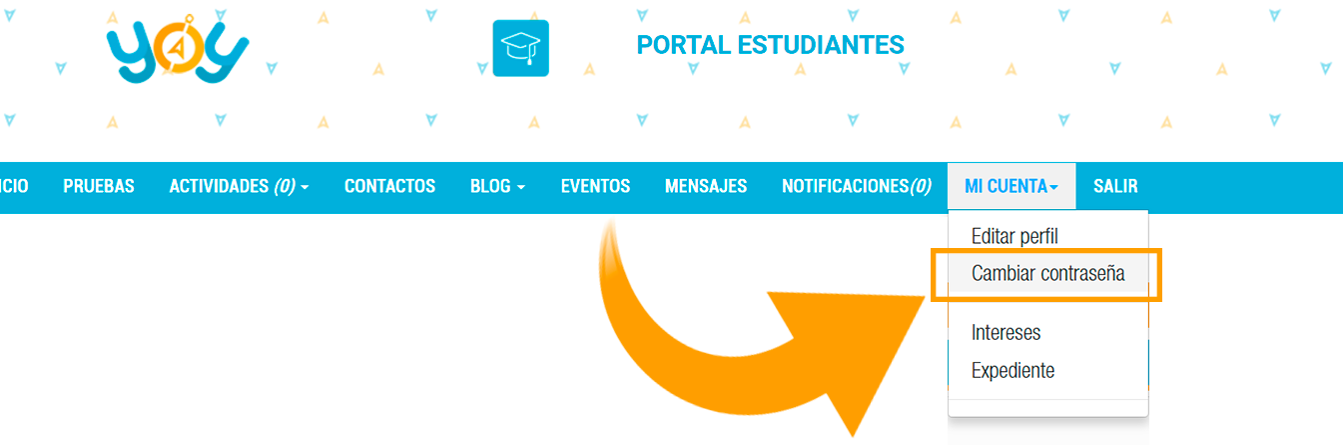 yoy
PORTAL ESTUDIANTES
ICIO PRUEBAS ACTIVIDADES (0) CONTACTOS BLOG EVENTOS MENSAJES NOTIFICACIONES(0) MI CUENTA SALIR
Editar perfil
Cambiar contraseña
Intereses
Expediente